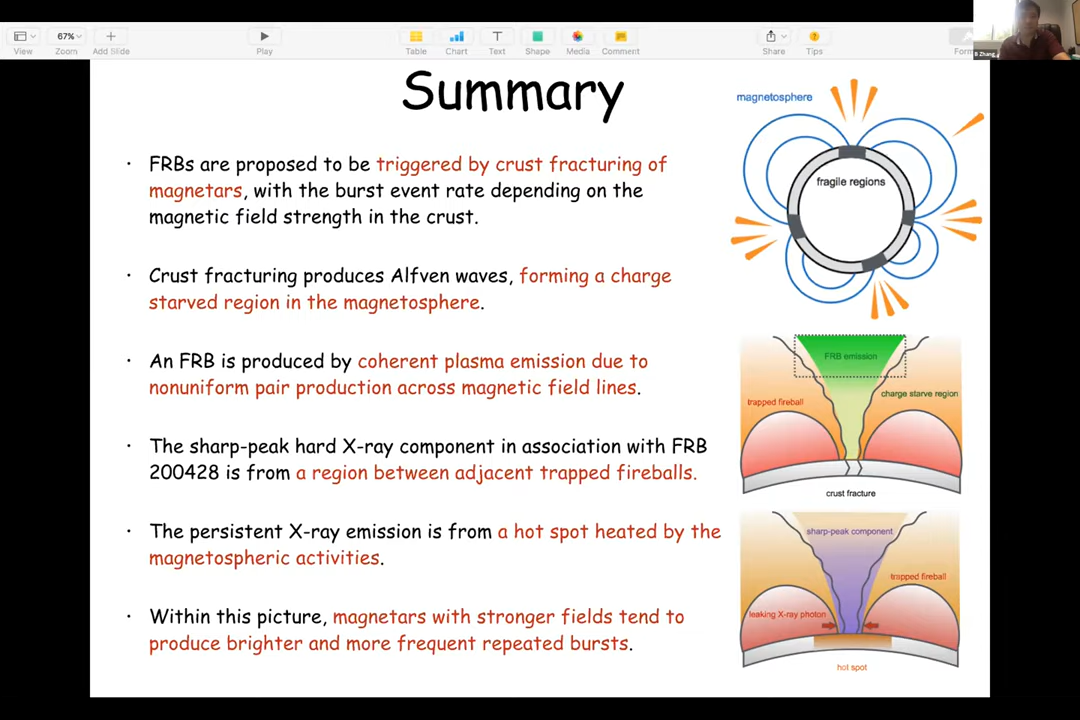 View
67%
Zoom
Add Slide
Play
Table
Chart
Text
Shape
Media
Comment
Share
Tips
B Zhang
Summary
· FRBs are proposed to be triggered by crust fracturing of
magnetars, with the burst event rate depending on the
magnetic field strength in the crust.
· Crust fracturing produces Alfven waves, forming a charge
starved region in the magnetosphere.
· An FRB is produced by coherent plasma emission due to
nonuniform pair production across magnetic field lines.
· The sharp-peak hard X-ray component in association with FRB
200428 is from a region between adjacent trapped fireballs.
· The persistent X-ray emission is from a hot spot heated by the
magnetospheric activities.
· Within this picture, magnetars with stronger fields tend to
produce brighter and more frequent repeated bursts.
magnetosphere
fragile regions
FRB emission
charge starve region
trapped fireball
crust fracture
sharp-peak component
trapped fireball
leaking X-ray photon
hot spot